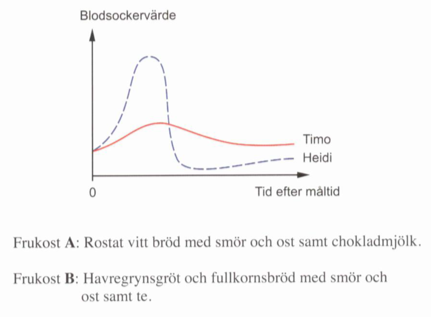 Blodsockervärde
Timo
Heidi
0
Tid efter måltid
Frukost A: Rostat vitt bröd med smör och ost samt chokladmjölk.
Frukost B: Havregrynsgröt och fullkornsbröd med smör och
ost samt te.